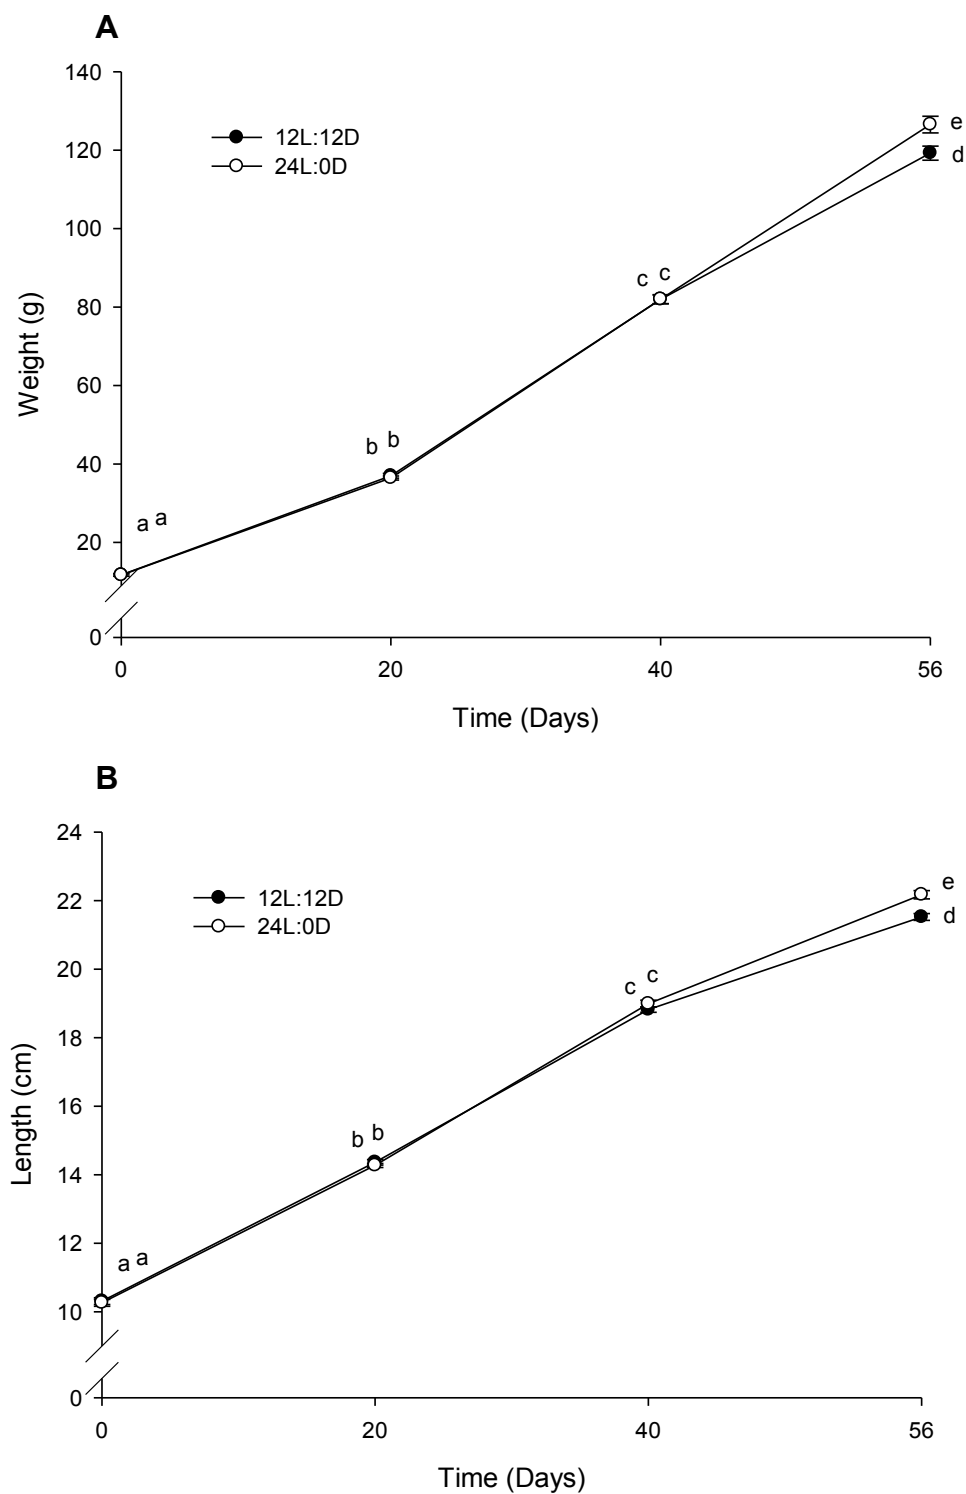 A
140
12L:12D
24L:0D
120
100
80
60
40
20
0
Weight (g)
a a
b b
c c
e
d
0 20 40 56
Time (Days)
B
24
12L:12D
24L:0D
22
20
18
16
14
12
10
0
Length (cm)
a a
b b
c c
e
d
0 20 40 56
Time (Days)